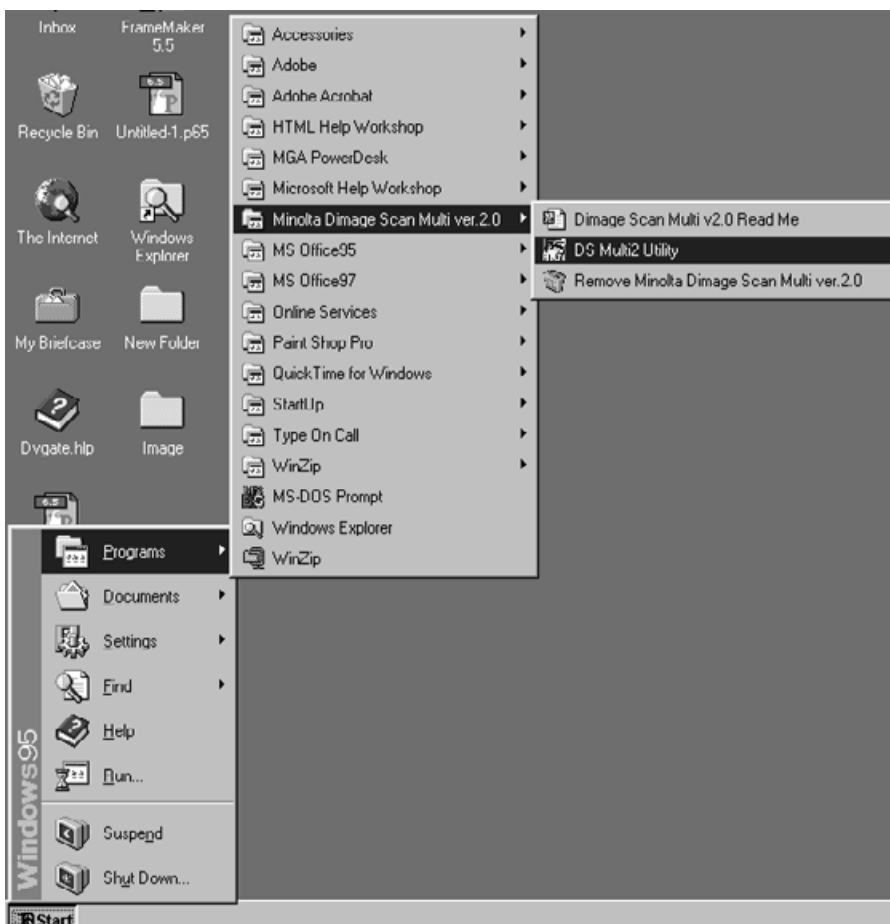 Inbox
FrameMaker
5.5
Recycle Bin
6.5
P
Untitled-1.p65
The Internet
Windows
Explorer
My Briefcase
New Folder
Dvgate.hlp
Image
6.5
Accessories
Adobe
Adobe Acrobat
HTML Help Workshop
MGA PowerDesk
Microsoft Help Workshop
Minolta Dimage Scan Multi ver.2.0
MS Office95
MS Office97
Online Services
Paint Shop Pro
QuickTime for Windows
StartUp
Type On Call
WinZip
MS-DOS Prompt
Windows Explorer
WinZip
Dimage Scan Multi v2.0 Read Me
DS Multi2 Utility
Remove Minolta Dimage Scan Multi ver.2.0
Programs
Documents
Settings
Find
Help
Run...
Suspend
Shut Down...
Windows95
Start